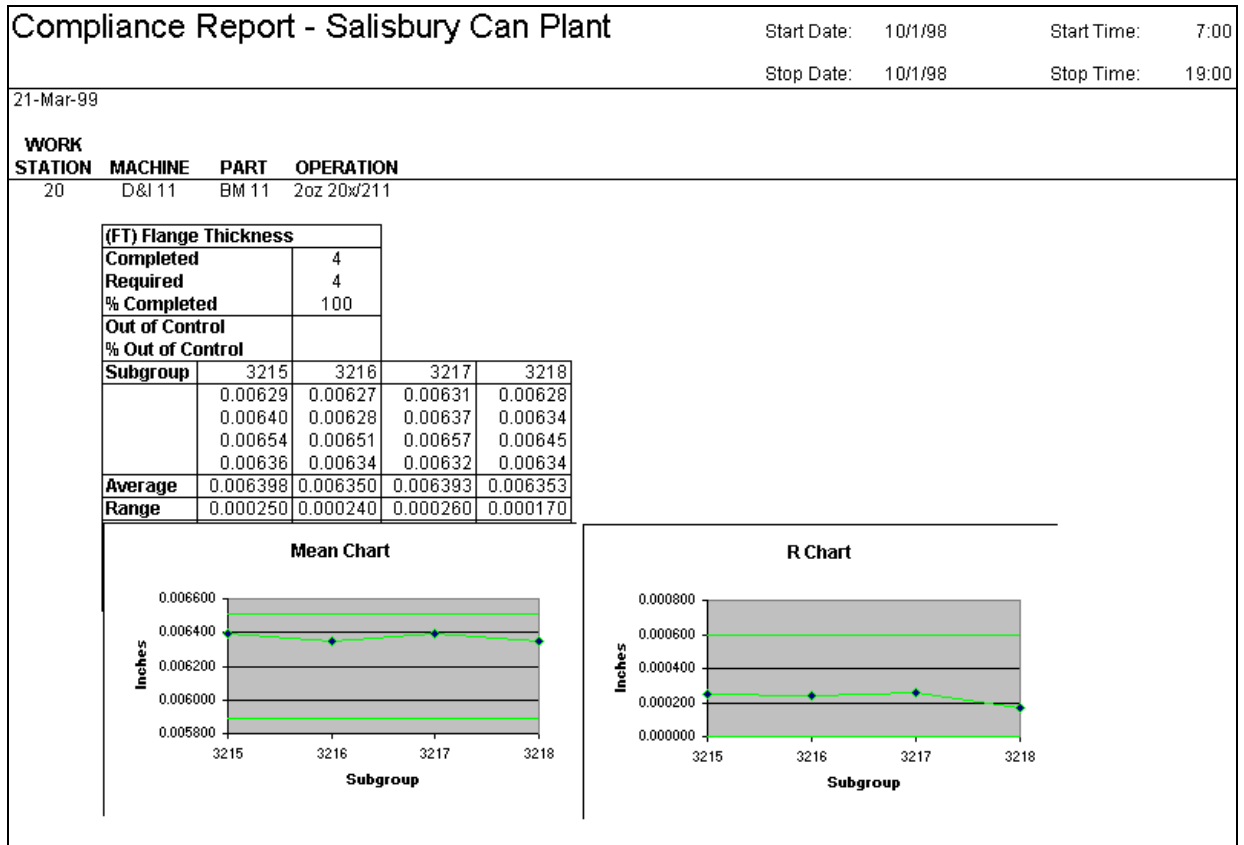 Compliance Report - Salisbury Can Plant
Start Date: 10/1/98 Start Time: 7:00
Stop Date: 10/1/98 Stop Time: 19:00
21-Mar-99
WORK
STATION MACHINE PART OPERATION
20 D&I 11 BM 11 2oz 20x/211
(FT) Flange Thickness
Completed 4
Required 4
% Completed 100
Out of Control
% Out of Control
Subgroup 3215 3216 3217 3218
0.00629 0.00627 0.00631 0.00628
0.00640 0.00628 0.00637 0.00634
0.00654 0.00651 0.00657 0.00645
0.00636 0.00634 0.00632 0.00634
Average 0.006398 0.006350 0.006393 0.006353
Range 0.000250 0.000240 0.000260 0.000170
Mean Chart
0.006600
0.006400
0.006200
0.006000
0.005800
Inches
3215 3216 3217 3218
Subgroup
R Chart
0.000800
0.000600
0.000400
0.000200
0.000000
Inches
3215 3216 3217 3218
Subgroup